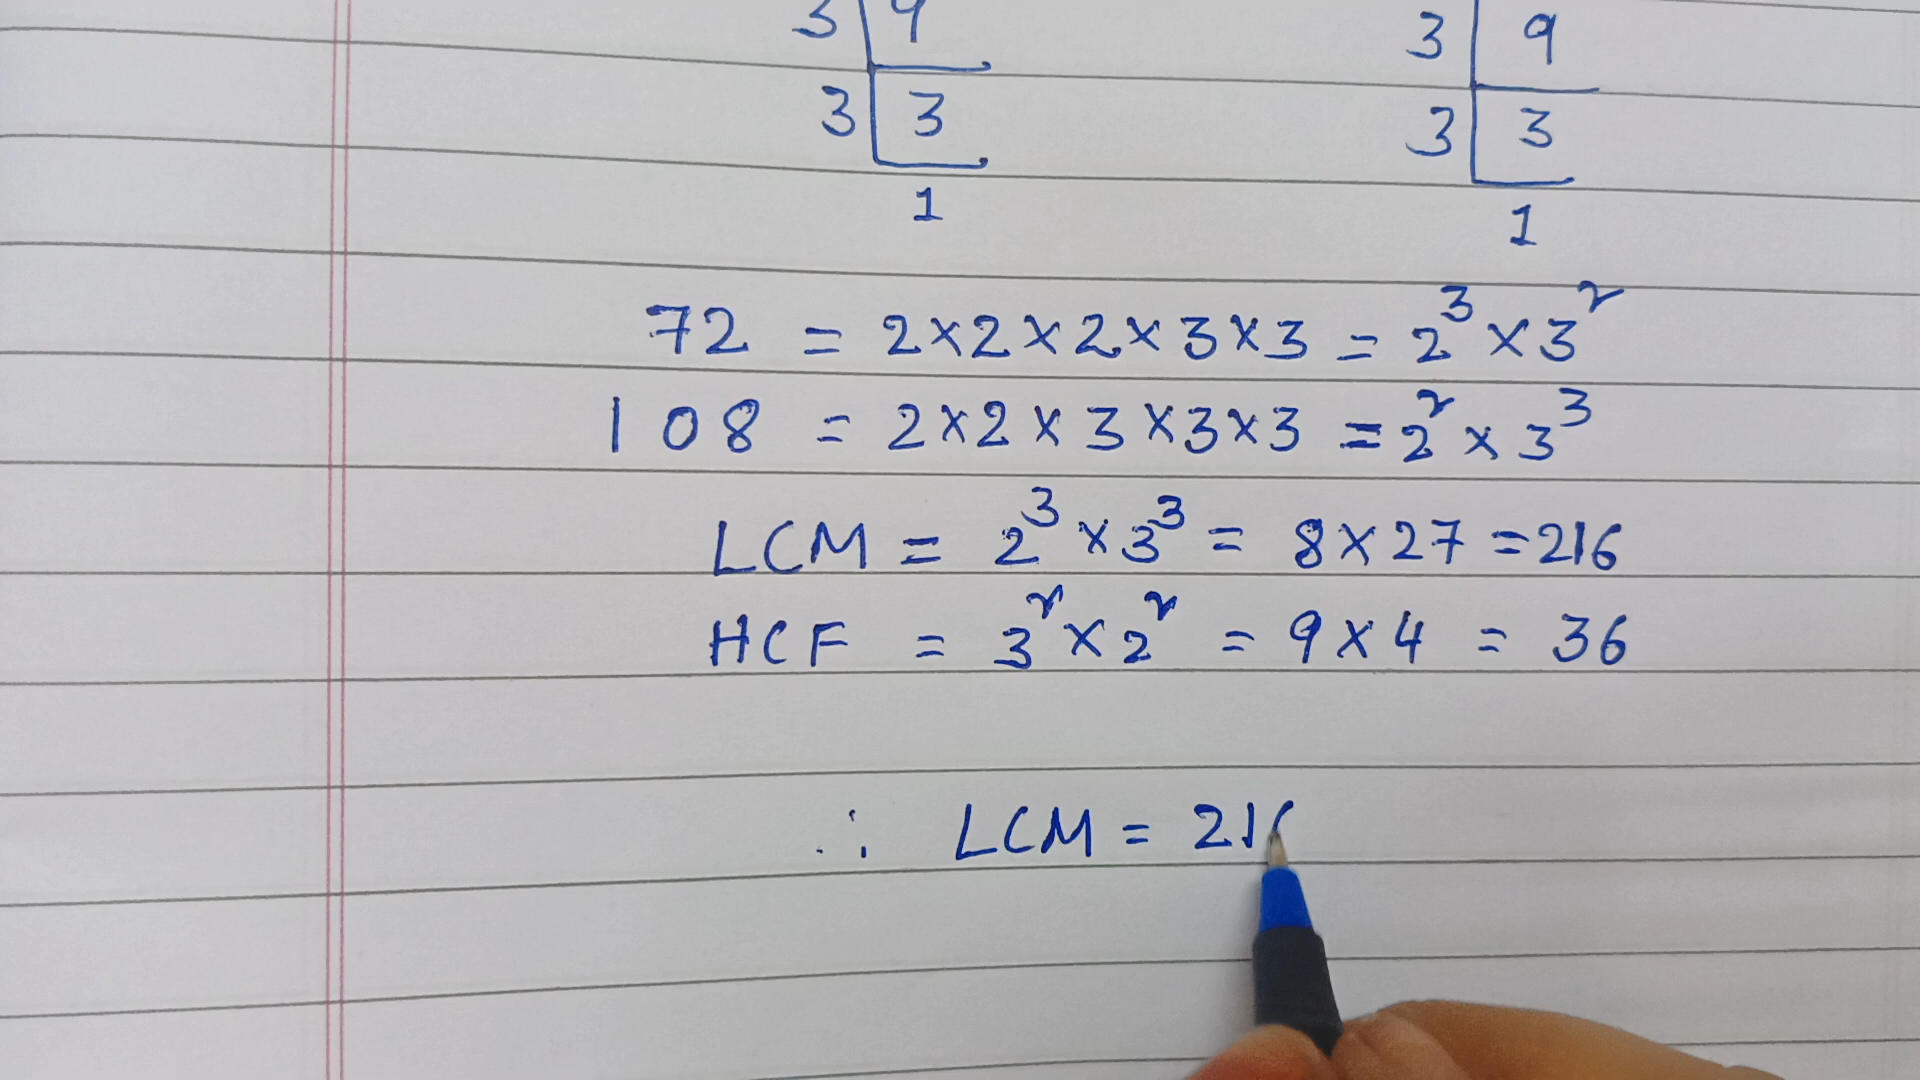 3 9 3 9
3 3 3 3
1 1
72 = 2×2×2×3×3 = 2³×3²
108 = 2×2×3×3×3 = 2²×3³
LCM = 2³×3³ = 8×27 = 216
HCF = 3²×2² = 9×4 = 36
∴ LCM = 216